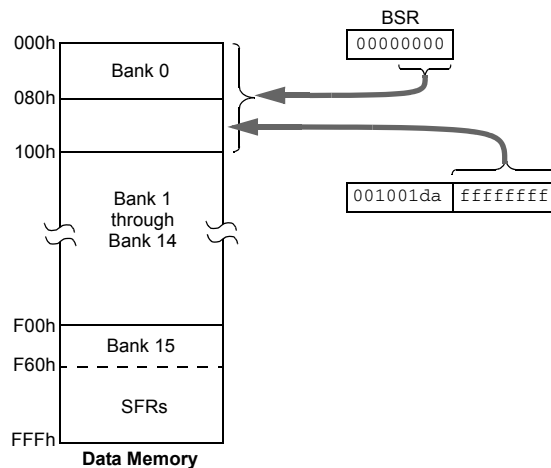 BSR
00000000
000h
Bank 0
080h
100h
001001da ffffffff
Bank 1
through
Bank 14
F00h
Bank 15
F60h
SFRs
FFFh
Data Memory